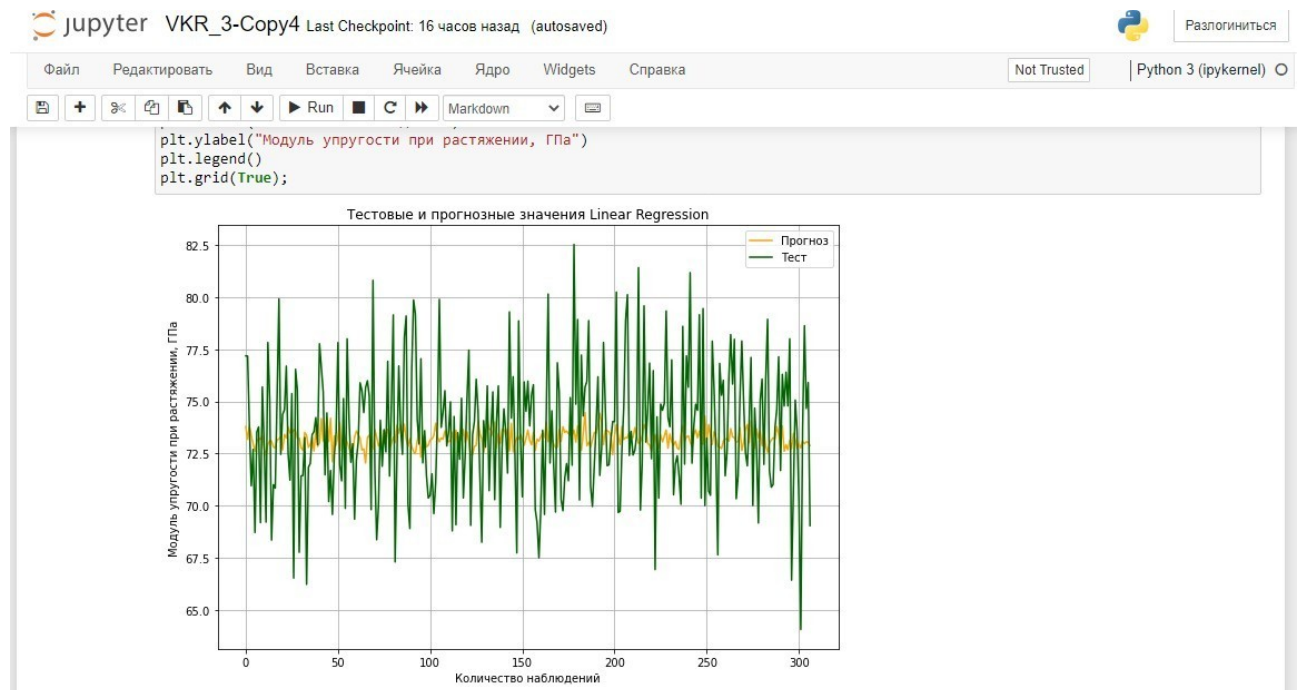 jupyter VKR_3-Copy4 Last Checkpoint: 16 часов назад (autosaved)
Разлогиниться
Файл Редактировать Вид Вставка Ячейка Ядро Widgets Справка
Not Trusted
Python 3 (ipykernel)
Run
Markdown
plt.ylabel("Модуль упругости при растяжении, ГПа")
plt.legend()
plt.grid(True);
Тестовые и прогнозные значения Linear Regression
Прогноз
Тест
Модуль упругости при растяжении, ГПа
82.5
80.0
77.5
75.0
72.5
70.0
67.5
65.0
0 50 100 150 200 250 300
Количество наблюдений